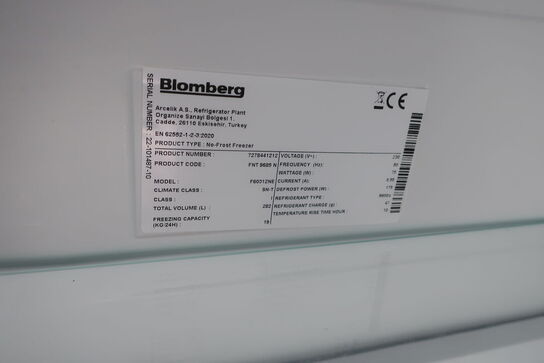 Blomberg
Arcelik A.S., Refrigerator Plant
Organize Sanayi Bolgesi 1.
Cadde, 26110 Eskisehir, Turkey
EN 62552-1-2-3:2020
PRODUCT TYPE : No-Frost Freezer
PRODUCT NUMBER : 7278441212 VOLTAGE (V~) : 230
FNT 9685 N FREQUENCY (Hz): 50
WATTAGE (W) :
MODEL : F60312NE CURRENT (A) :
CLIMATE CLASS : SN-T DEFROST POWER (W) :
CLASS : I REFRIGERANT TYPE :
TOTAL VOLUME (L) : 282 REFRIGERANT CHARGE (g) :
TEMPERATURE RISE TIME HOUR
FREEZING CAPACITY
(KG/24H) : 18
SERIAL NUMBER : 22-101487-10